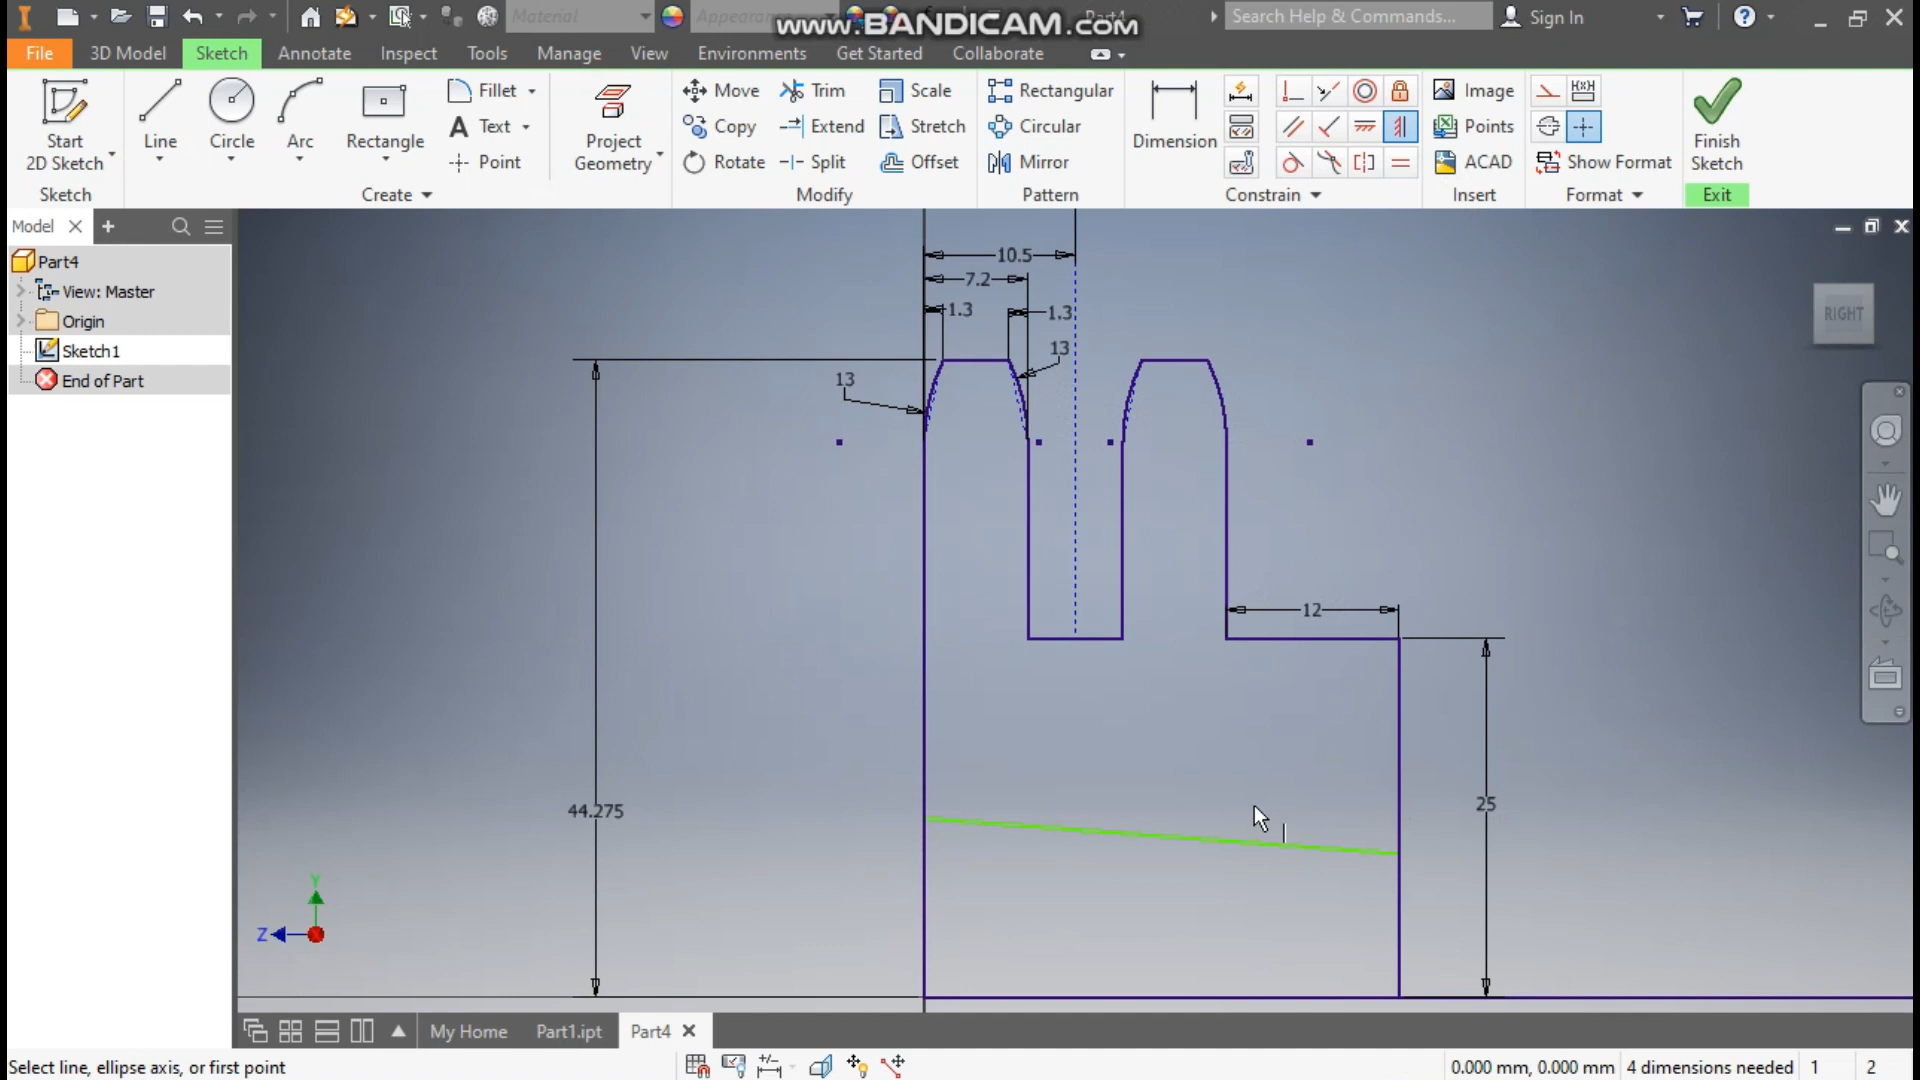 Material
Appearance
www.BANDICAM.com
Part4
Search Help & Commands...
Sign In
File
3D Model
Sketch
Annotate
Inspect
Tools
Manage
View
Environments
Get Started
Collaborate
Start
2D Sketch
Line
Circle
Arc
Rectangle
Fillet
Text
Point
Project
Geometry
Move
Copy
Rotate
Trim
Extend
Split
Scale
Stretch
Offset
Rectangular
Circular
Mirror
Dimension
Image
Points
ACAD
Show Format
Finish
Sketch
Sketch
Create
Modify
Pattern
Constrain
Insert
Format
Exit
Model
Part4
View: Master
Origin
Sketch1
End of Part
10.5
7.2
1.3
1.3
13
13
RIGHT
12
44.275
25
Y
Z
My Home
Part1.ipt
Part4
Select line, ellipse axis, or first point
0.000 mm, 0.000 mm
4 dimensions needed
1
2